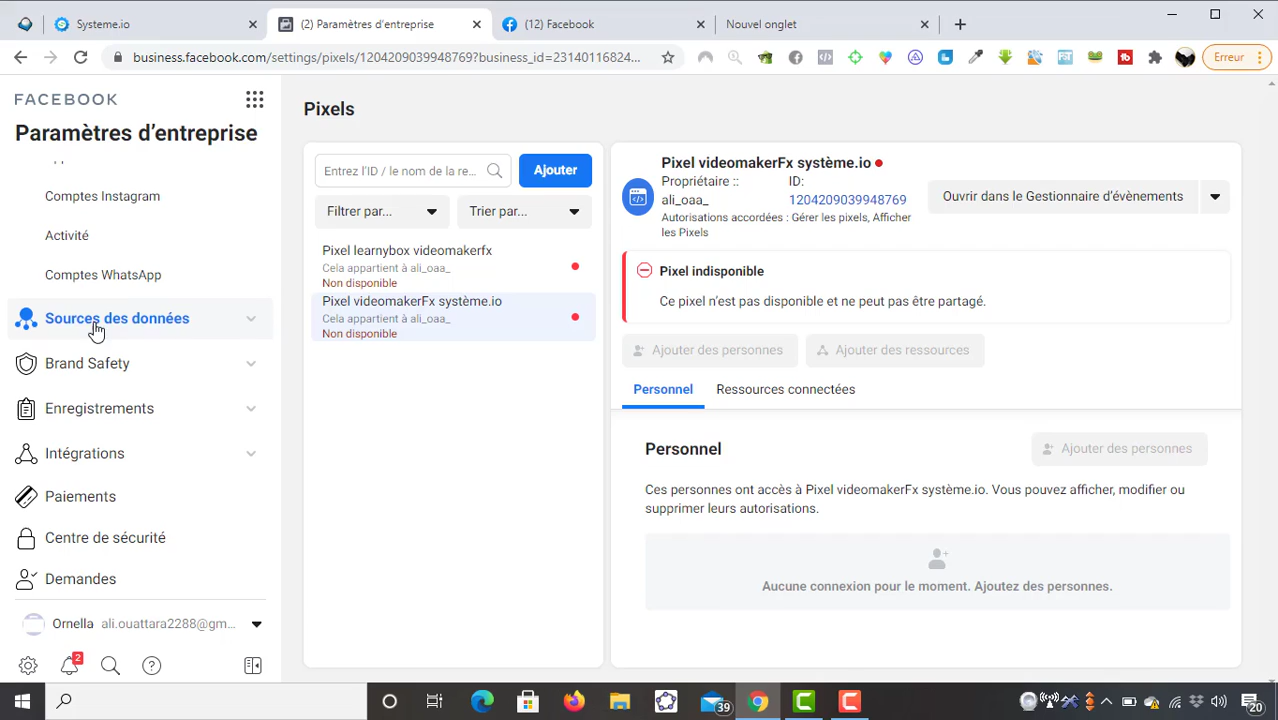 Systeme.io
(2) Paramètres d'entreprise
(12) Facebook
Nouvel onglet
business.facebook.com/settings/pixels/1204209039948769?business_id=23140116824...
Erreur
FACEBOOK
Paramètres d'entreprise
Comptes Instagram
Activité
Comptes WhatsApp
Sources des données
Brand Safety
Enregistrements
Intégrations
Paiements
Centre de sécurité
Demandes
Ornella ali.ouattara2288@gm...
2
Pixels
Entrez l'ID / le nom de la re...
Ajouter
Filtrer par...
Trier par...
Pixel learnybox videomakerfx
Cela appartient à ali_oaa_
Non disponible
Pixel videomakerFx système.io
Cela appartient à ali_oaa_
Non disponible
Pixel videomakerFx système.io
Propriétaire :: ID:
ali_oaa_ 1204209039948769
Autorisations accordées : Gérer les pixels, Afficher
les Pixels
Ouvrir dans le Gestionnaire d'évènements
Pixel indisponible
Ce pixel n'est pas disponible et ne peut pas être partagé.
Ajouter des personnes
Ajouter des ressources
Personnel
Ressources connectées
Personnel
Ajouter des personnes
Ces personnes ont accès à Pixel videomakerFx système.io. Vous pouvez afficher, modifier ou
supprimer leurs autorisations.
Aucune connexion pour le moment. Ajoutez des personnes.
39
20